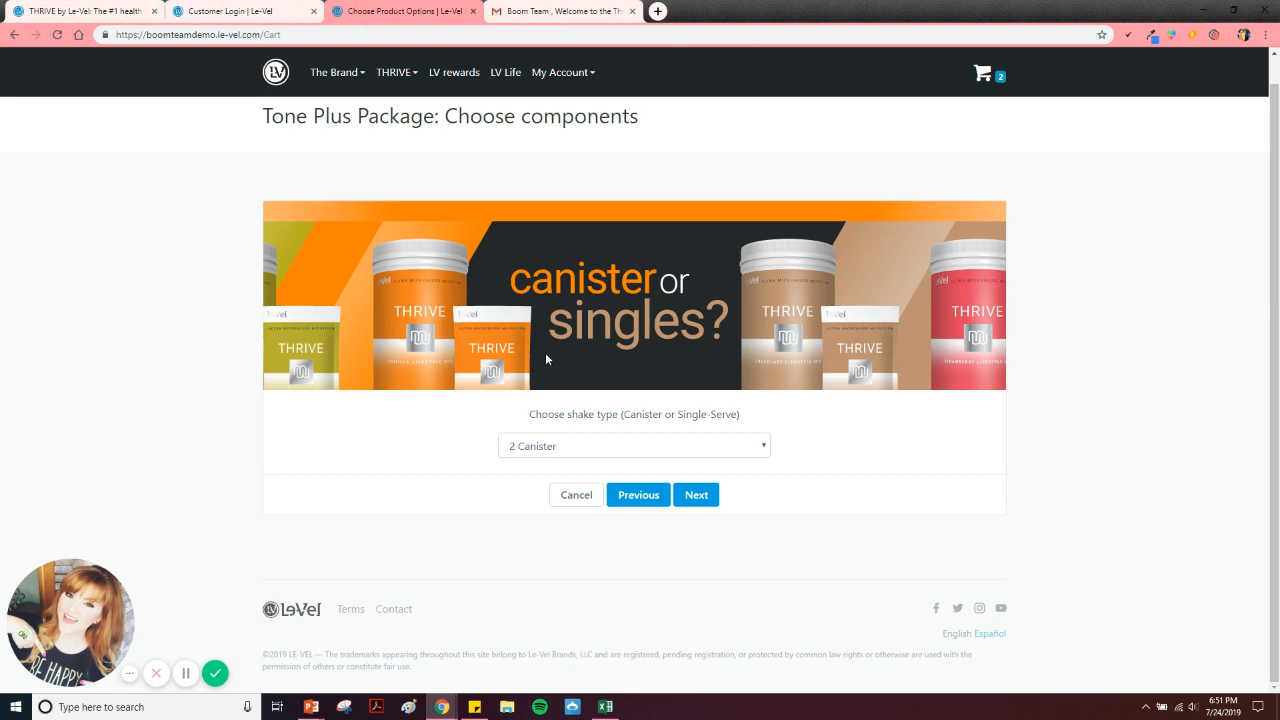 THRIVE by Le-Vel: The #1 health
Customer Login |
Choose Product Options | Le-Vel
Boom Team , Welcome to the Th
https://boomteamdemo.le-vel.com/Cart
LV
The Brand
THRIVE
LV rewards
LV Life
My Account
2
Tone Plus Package: Choose components
canister or
singles?
THRIVE
THRIVE
THRIVE
THRIVE
THRIVE
THRIVE
Choose shake type (Canister or Single-Serve)
2 Canister
Cancel
Previous
Next
LV Le-Vel
Terms
Contact
English Español
©2019 LE-VEL — The trademarks appearing throughout this site belong to Le-Vel Brands, LLC and are registered, pending registration, or protected by common law rights or otherwise are used with the
permission of others or constitute fair use.
BE HAPPY
Type here to search
6:51 PM
7/24/2019